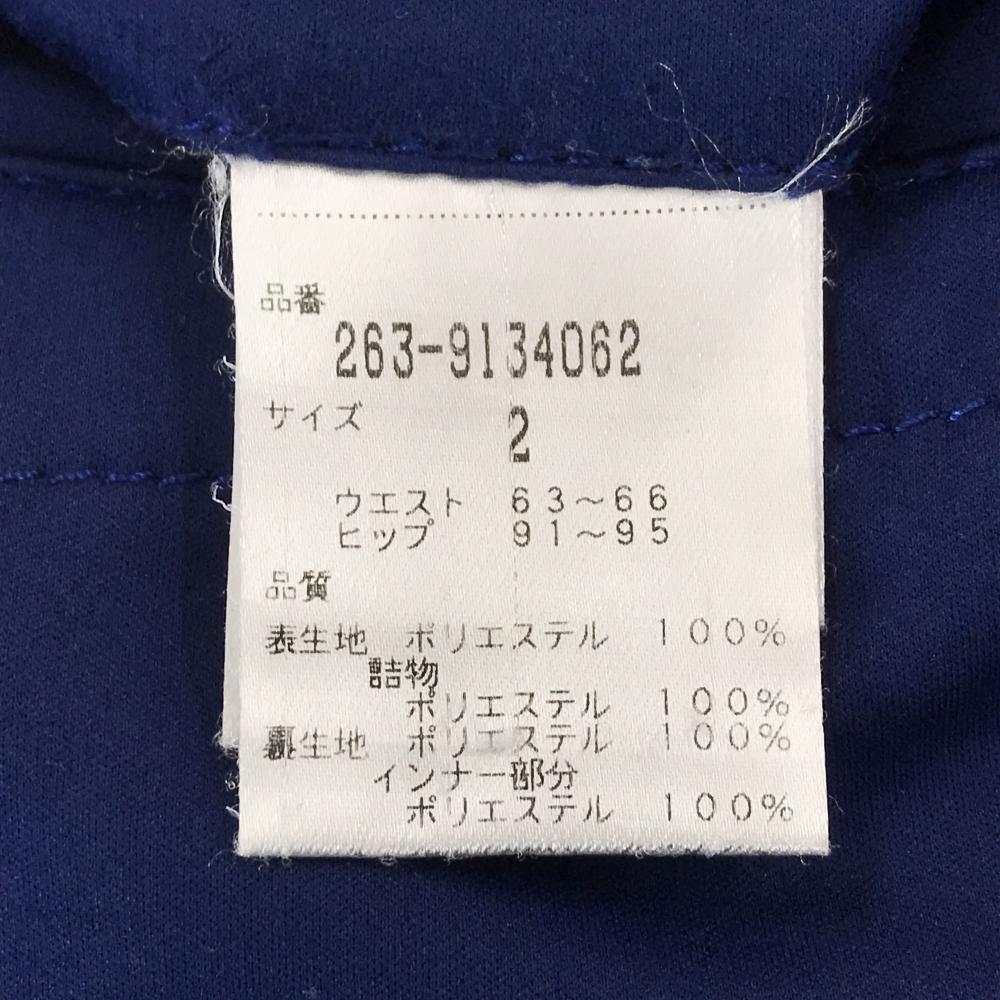 品番
263-9134062
サイズ 2
ウエスト 63~66
ヒップ 91~95
品質
表生地 ポリエステル 100%
詰物
ポリエステル 100%
裏生地 ポリエステル 100%
インナー部分
ポリエステル 100%